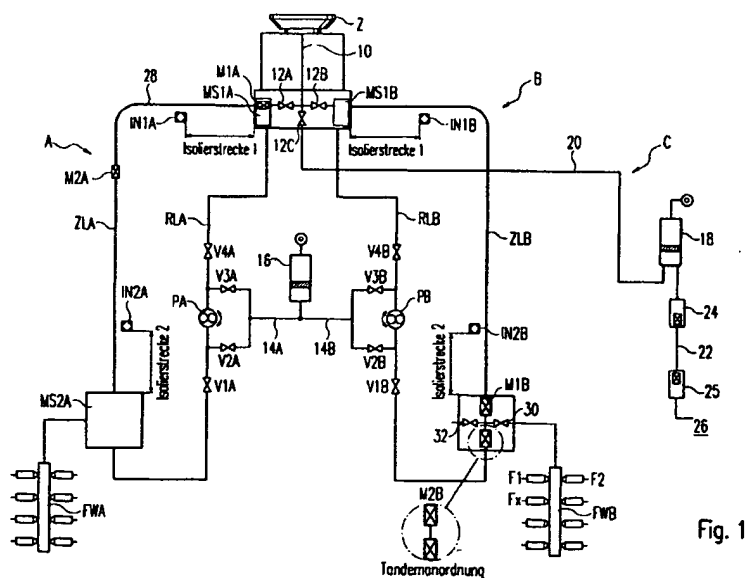 2
10
M1A
12A
12B
MS1A
MS1B
B
28
IN1A
IN1B
Isolierstrecke 1
12C
Isolierstrecke 1
20
C
A
M2A
RLA
RLB
ZLA
ZLB
18
V4A
16
V4B
V3A
V3B
IN2A
PA
PB
IN2B
24
Isolierstrecke 2
14A
14B
Isolierstrecke 2
22
V2A
V2B
V1A
V1B
M1B
25
MS2A
30
32
26
F1
F2
M2B
Fx
FWA
FWB
Tandemanordnung
Fig. 1